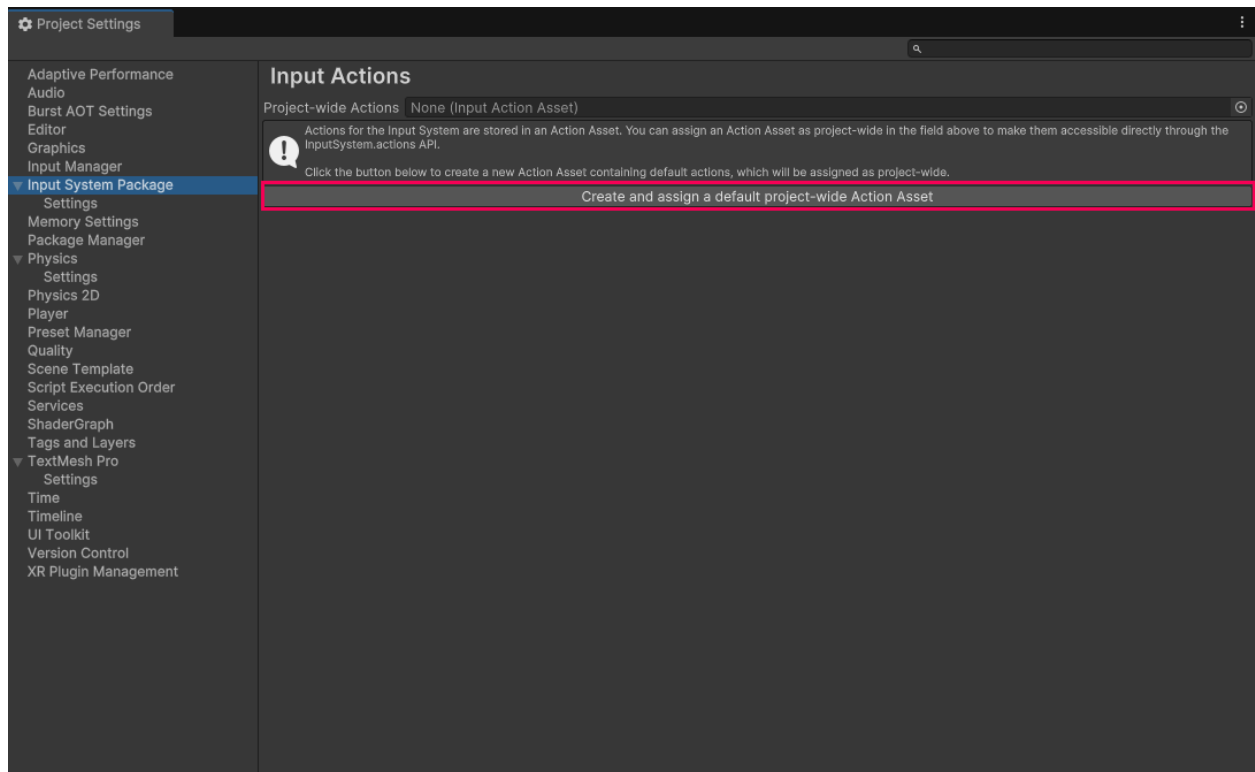 Project Settings
Adaptive Performance
Audio
Burst AOT Settings
Editor
Graphics
Input Manager
Input System Package
Settings
Memory Settings
Package Manager
Physics
Settings
Physics 2D
Player
Preset Manager
Quality
Scene Template
Script Execution Order
Services
ShaderGraph
Tags and Layers
TextMesh Pro
Settings
Time
Timeline
UI Toolkit
Version Control
XR Plugin Management
Input Actions
Project-wide Actions None (Input Action Asset)
Actions for the Input System are stored in an Action Asset. You can assign an Action Asset as project-wide in the field above to make them accessible directly through the
InputSystem.actions API.
Click the button below to create a new Action Asset containing default actions, which will be assigned as project-wide.
Create and assign a default project-wide Action Asset